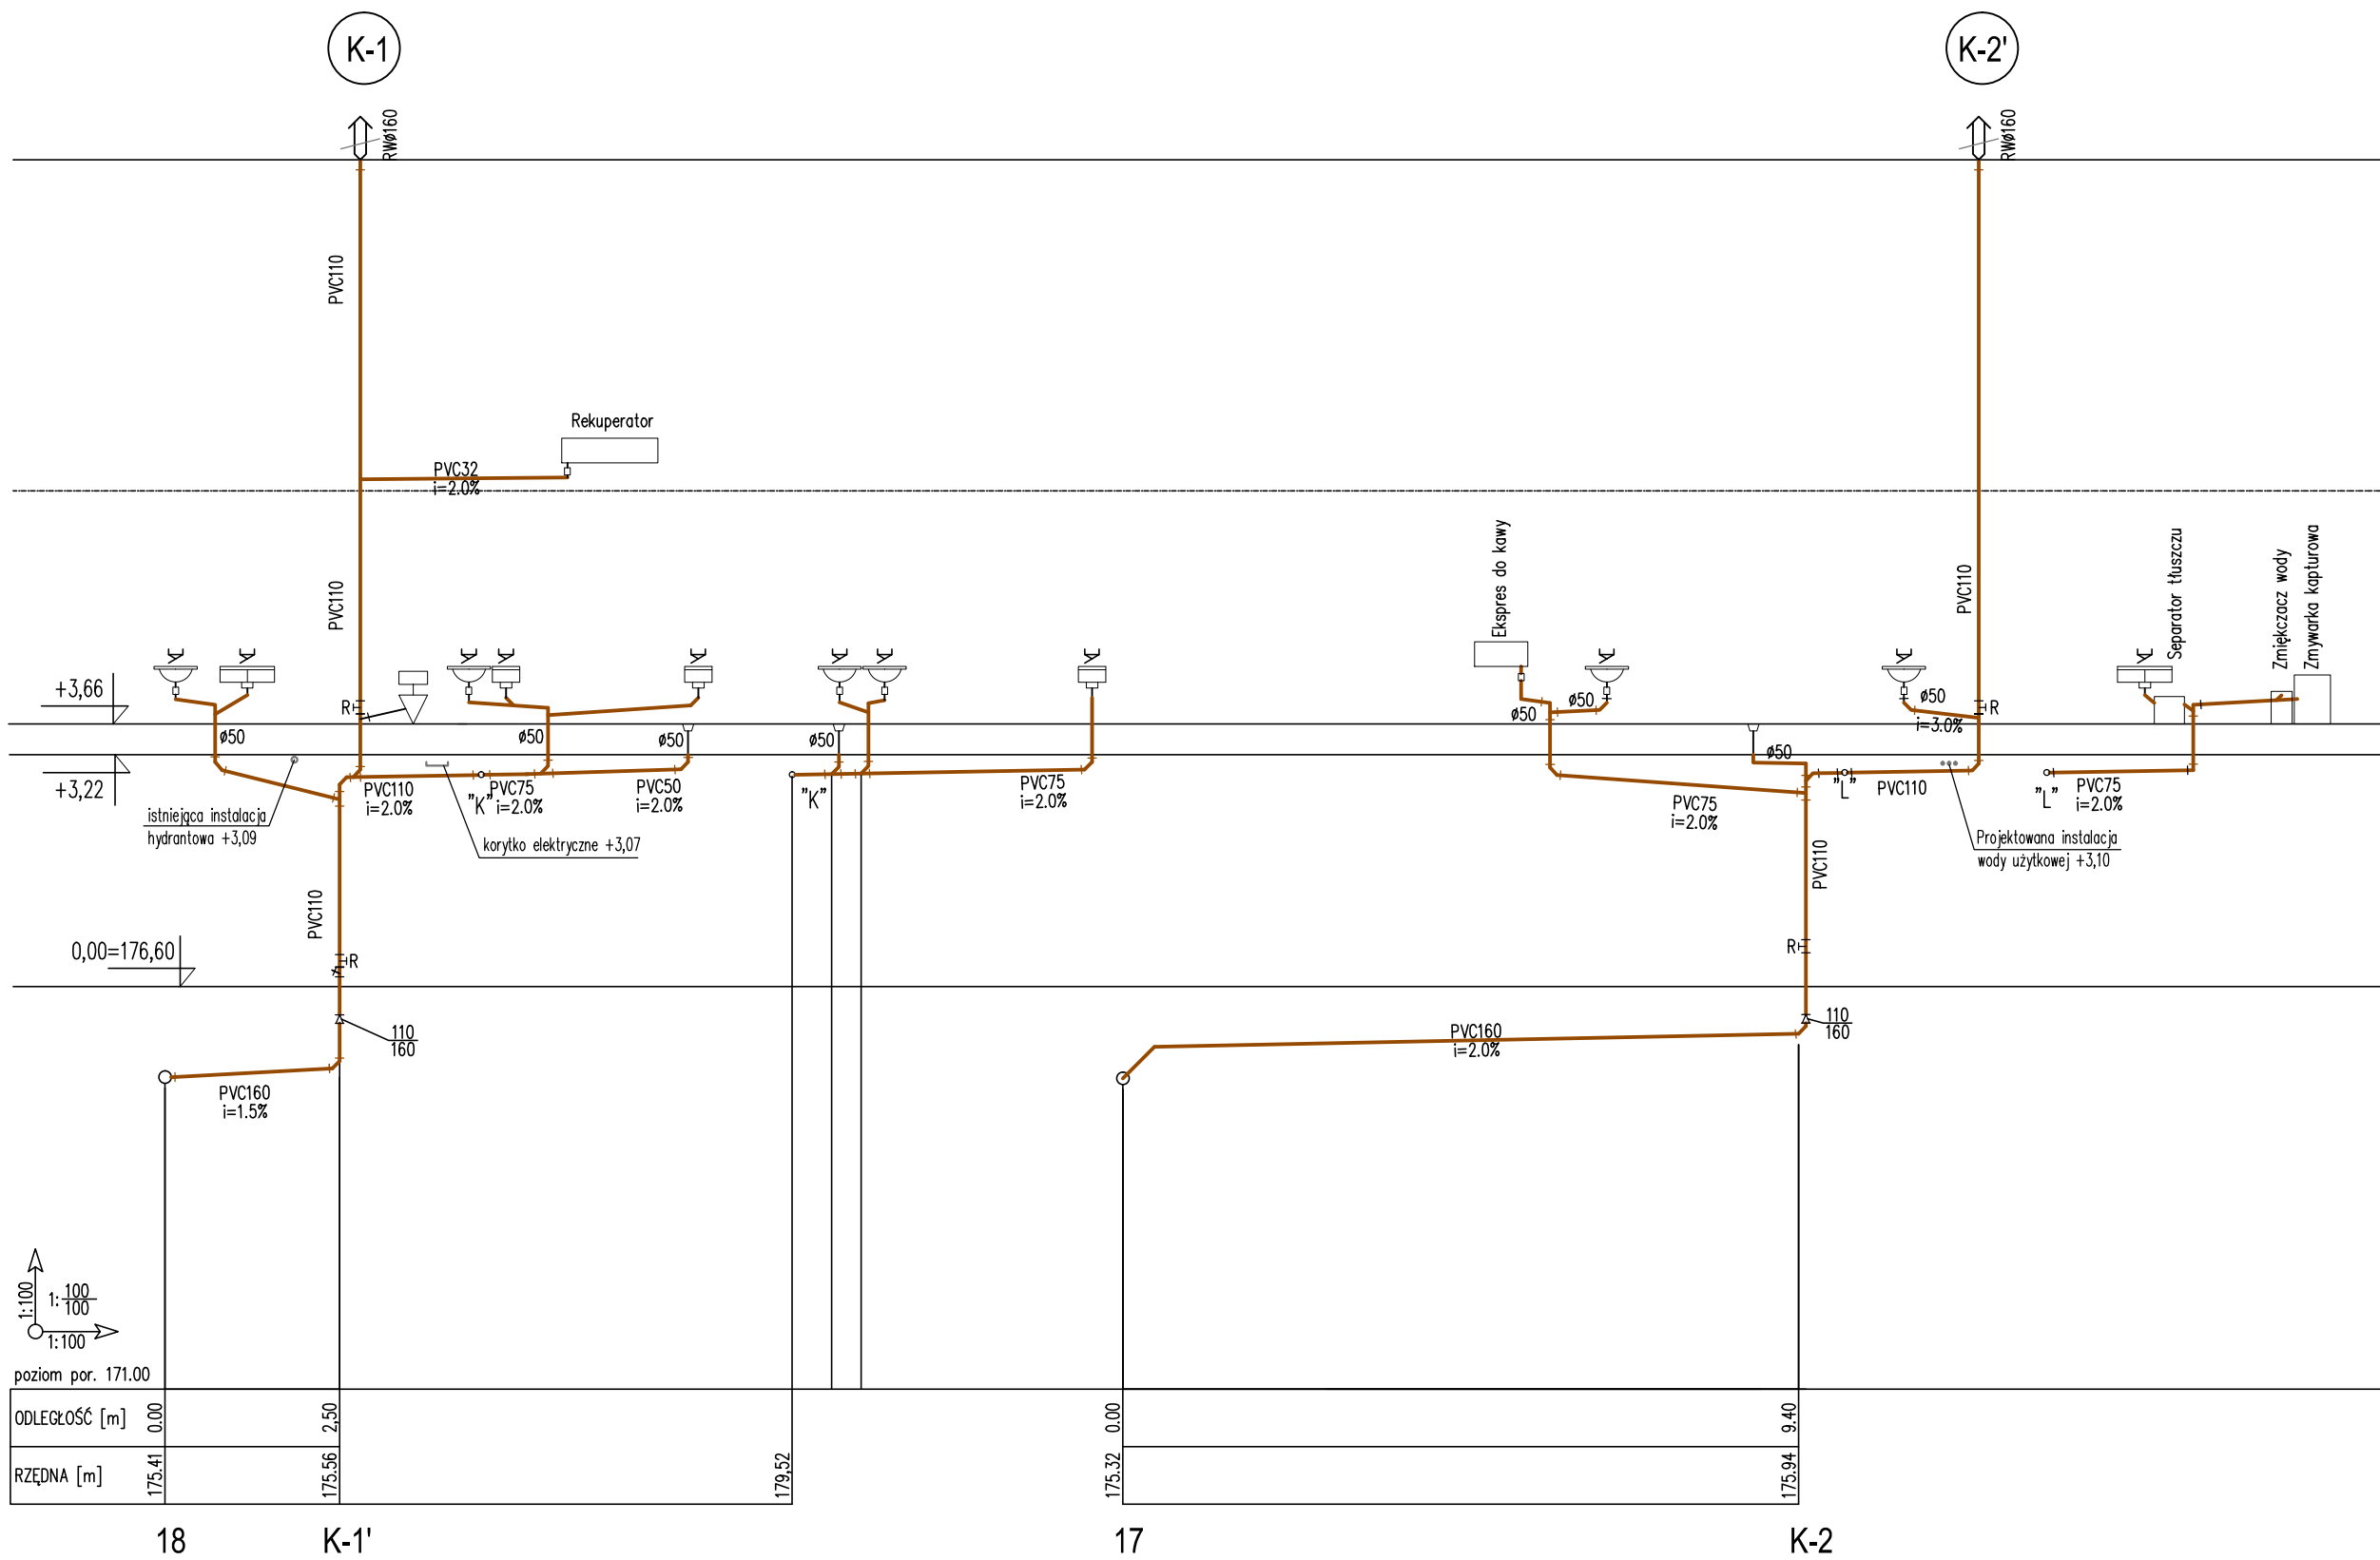 K-1
K-2'
RWø160
RWø160
PVC110
Rekuperator
PVC32
i=2.0%
PVC110
PVC110
Ekspres do kawy
Separator tłuszczu
Zmiękczacz wody
Zmywarka kapturowa
+3,66
R
R
ø50
ø50
ø50
ø50
ø50
ø50
ø50
i=3.0%
ø50
+3,22
PVC110
i=2.0%
"K"
PVC75
i=2.0%
PVC50
i=2.0%
"K"
PVC75
i=2.0%
PVC75
i=2.0%
"L"
PVC110
"L"
PVC75
i=2.0%
istniejąca instalacja
hydrantowa +3,09
korytko elektryczne +3,07
Projektowana instalacja
wody użytkowej +3,10
PVC110
PVC110
0,00=176,60
R
R
110
160
110
160
PVC160
i=2.0%
PVC160
i=1.5%
1:100
1:100
100
1:100
poziom por. 171.00
ODLEGŁOŚĆ [m]
0.00
2,50
0.00
9.40
RZĘDNA [m]
175.41
175.56
179,52
175.32
175.94
18
K-1'
17
K-2